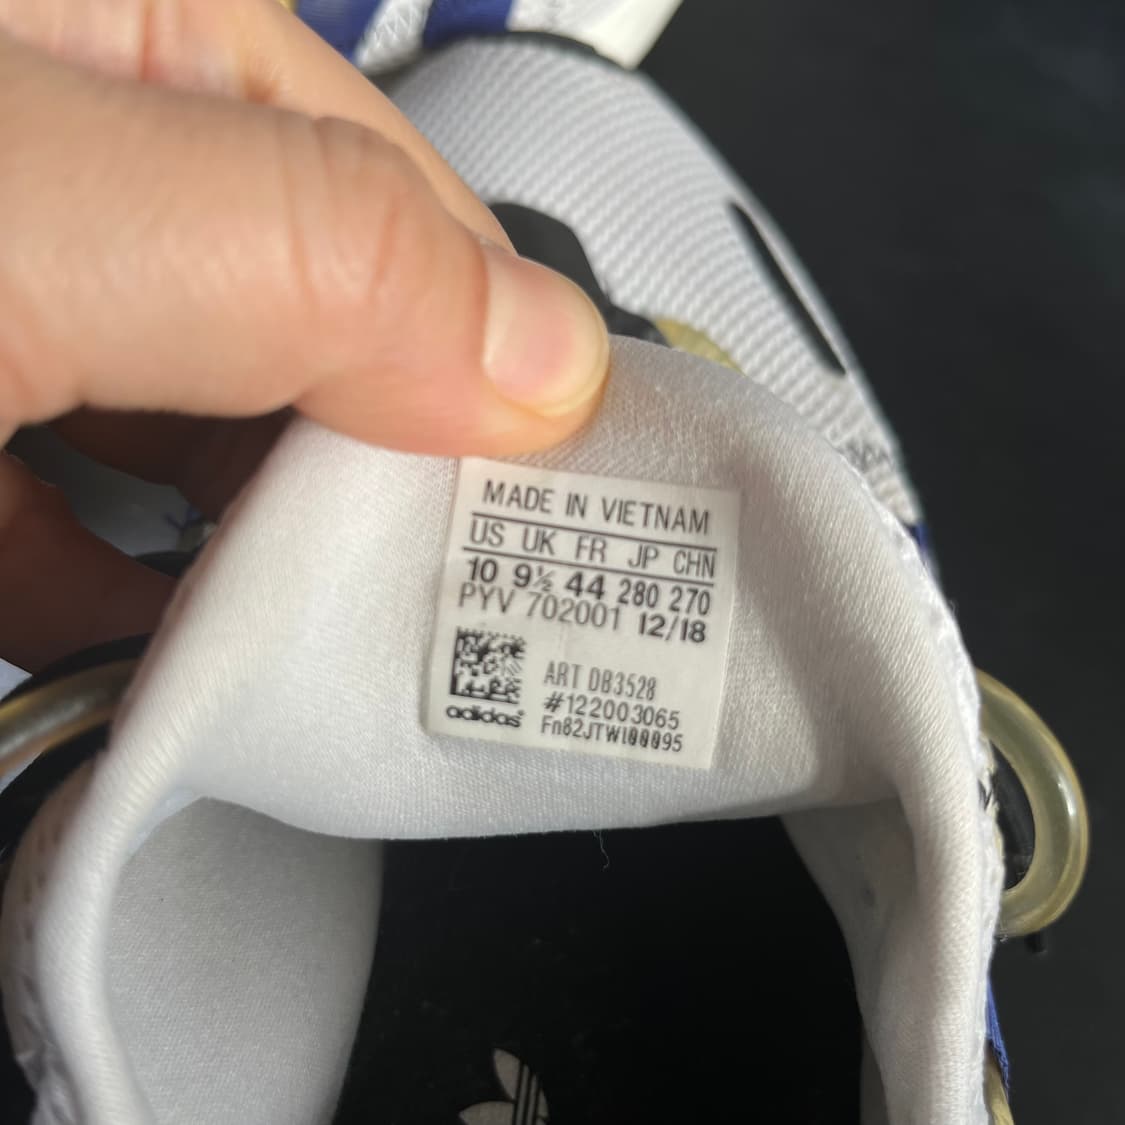 MADE IN VIETNAM
US UK FR JP CHN
10 9½ 44 280 270
PYV 702001 12/18
ART DB3528
#122003065
Fn82JTWl00095
adidas